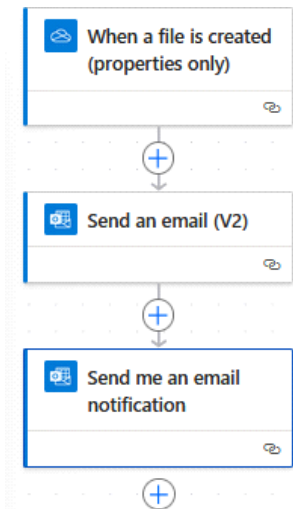 When a file is created
(properties only)
Send an email (V2)
Send me an email
notification